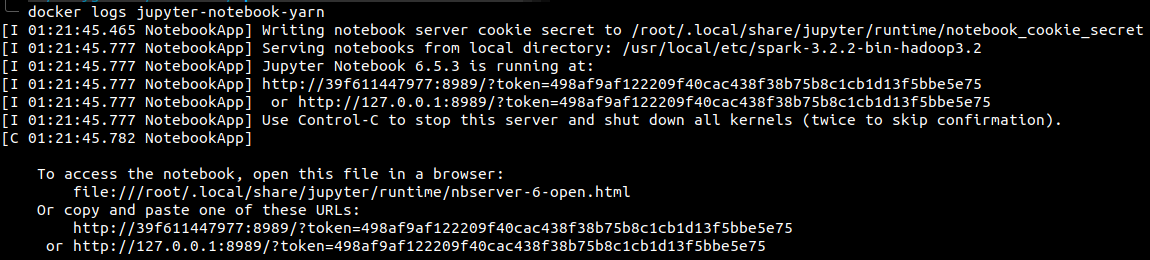 docker logs jupyter-notebook-yarn
[I 01:21:45.465 NotebookApp] Writing notebook server cookie secret to /root/.local/share/jupyter/runtime/notebook_cookie_secret
[I 01:21:45.777 NotebookApp] Serving notebooks from local directory: /usr/local/etc/spark-3.2.2-bin-hadoop3.2
[I 01:21:45.777 NotebookApp] Jupyter Notebook 6.5.3 is running at:
[I 01:21:45.777 NotebookApp] http://39f611447977:8989/?token=498af9af122209f40cac438f38b75b8c1cb1d13f5bbe5e75
[I 01:21:45.777 NotebookApp]  or http://127.0.0.1:8989/?token=498af9af122209f40cac438f38b75b8c1cb1d13f5bbe5e75
[I 01:21:45.777 NotebookApp] Use Control-C to stop this server and shut down all kernels (twice to skip confirmation).
[C 01:21:45.782 NotebookApp]
To access the notebook, open this file in a browser:
file:///root/.local/share/jupyter/runtime/nbserver-6-open.html
Or copy and paste one of these URLs:
http://39f611447977:8989/?token=498af9af122209f40cac438f38b75b8c1cb1d13f5bbe5e75
or http://127.0.0.1:8989/?token=498af9af122209f40cac438f38b75b8c1cb1d13f5bbe5e75